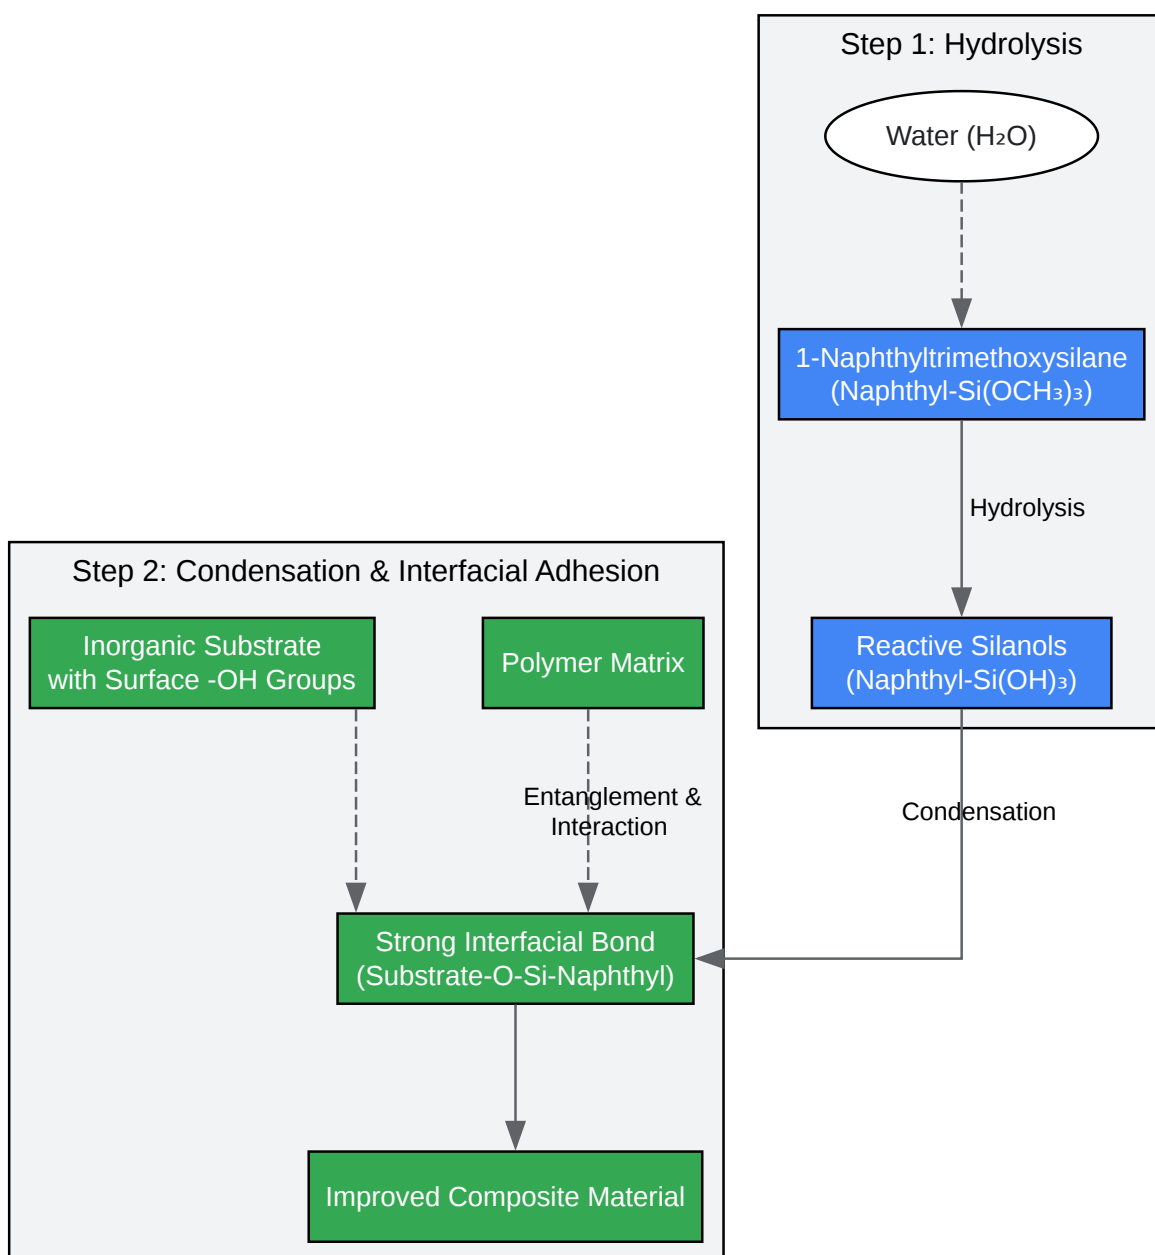 Step 1: Hydrolysis
Water (H₂O)
1-Naphthyltrimethoxysilane
(Naphthyl-Si(OCH₃)₃)
Hydrolysis
Reactive Silanols
(Naphthyl-Si(OH)₃)
Condensation
Step 2: Condensation & Interfacial Adhesion
Inorganic Substrate
with Surface -OH Groups
Polymer Matrix
Entanglement &
Interaction
Strong Interfacial Bond
(Substrate-O-Si-Naphthyl)
Improved Composite Material